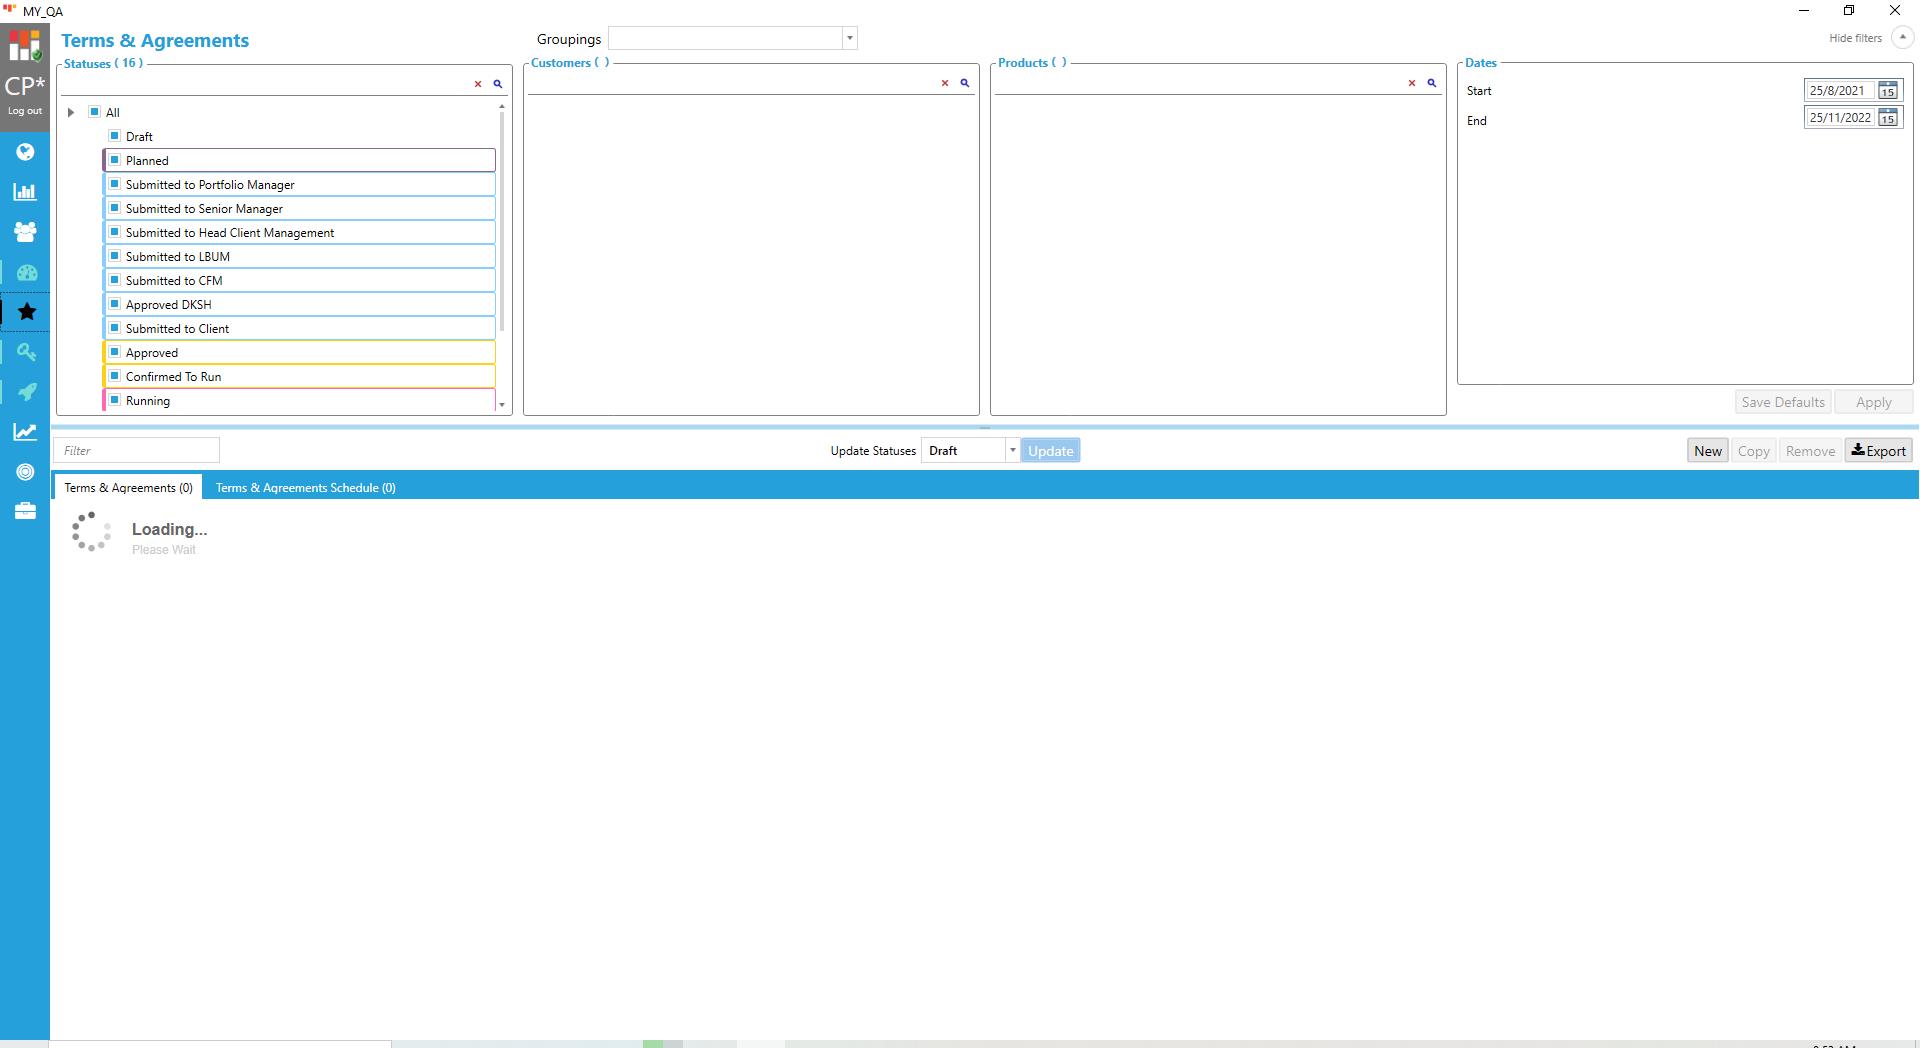 MY_QA
CP*
Log out
Terms & Agreements
Groupings
Hide filters
Statuses ( 16 )
All
Draft
Planned
Submitted to Portfolio Manager
Submitted to Senior Manager
Submitted to Head Client Management
Submitted to LBUM
Submitted to CFM
Approved DKSH
Submitted to Client
Approved
Confirmed To Run
Running
Customers ( )
Products ( )
Dates
Start
25/8/2021
15
End
25/11/2022
15
Save Defaults
Apply
Filter
Update Statuses
Draft
Update
New
Copy
Remove
Export
Terms & Agreements (0)
Terms & Agreements Schedule (0)
Loading...
Please Wait